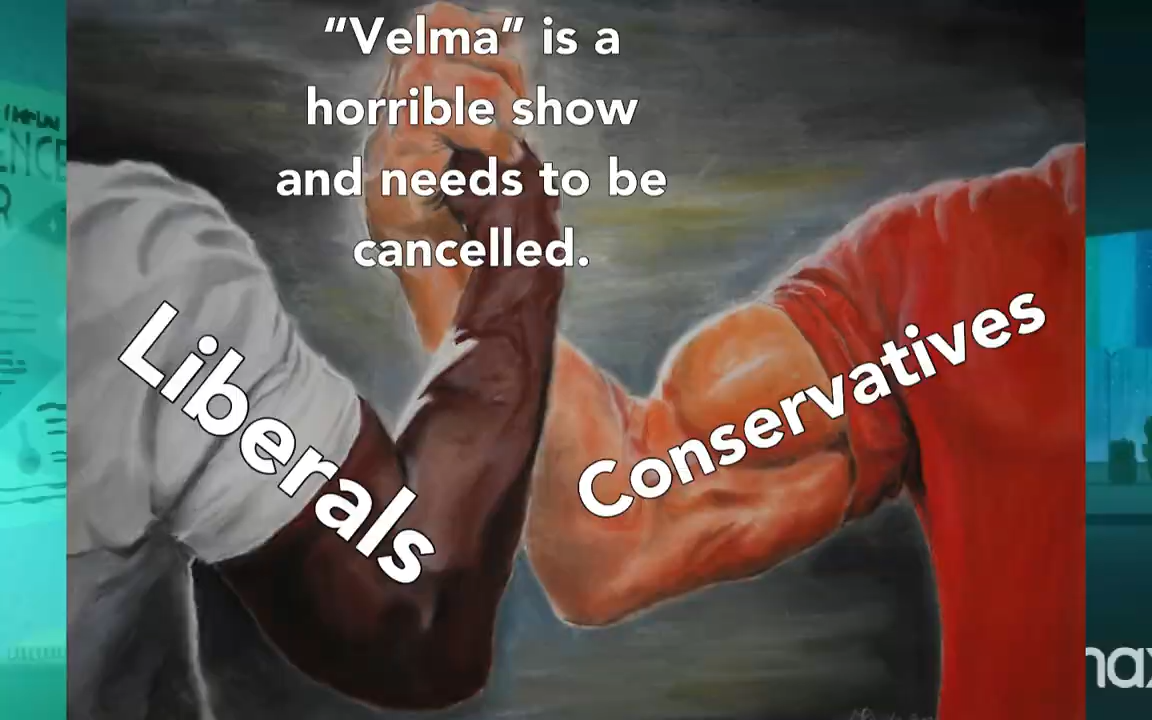 “Velma” is a
horrible show
and needs to be
cancelled.
Liberals
Conservatives